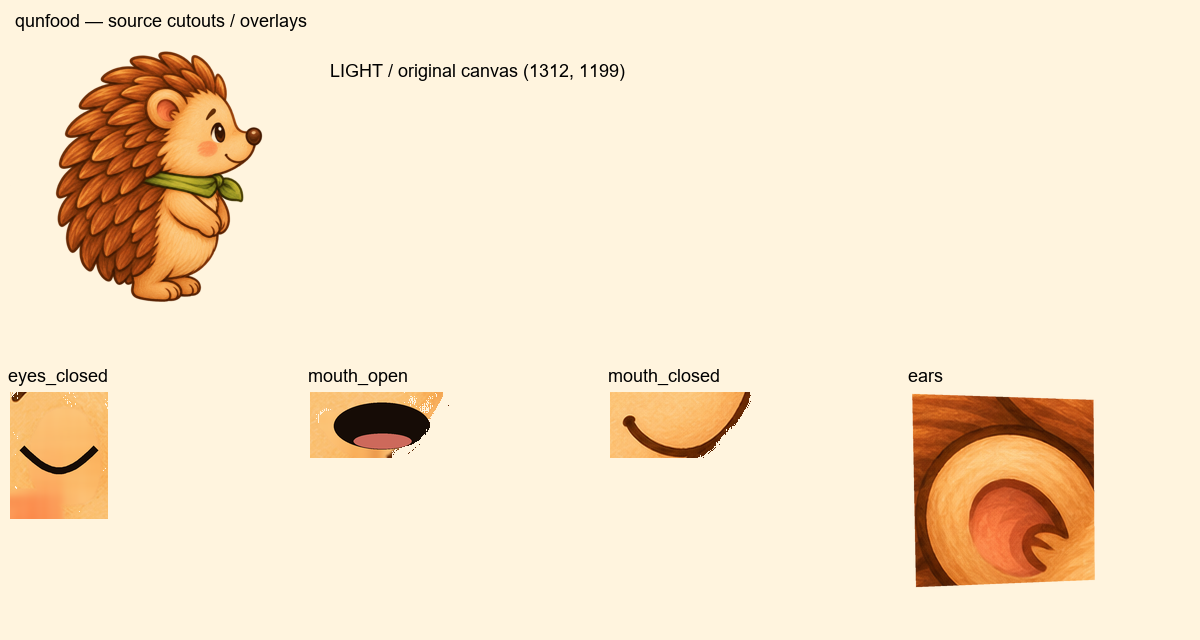 qunfood — source cutouts / overlays
LIGHT / original canvas (1312, 1199)
eyes_closed
mouth_open
mouth_closed
ears